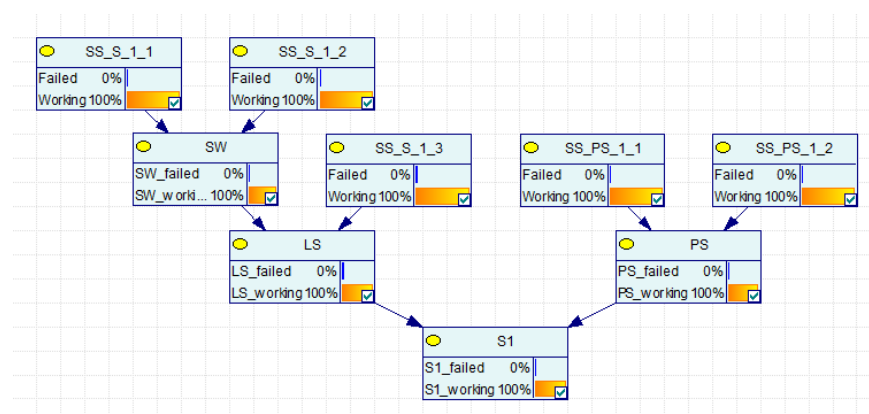 SS_S_1_1
Failed 0%
Working 100%
SS_S_1_2
Failed 0%
Working 100%
SW
SW_failed 0%
SW_worki... 100%
SS_S_1_3
Failed 0%
Working 100%
SS_PS_1_1
Failed 0%
Working 100%
SS_PS_1_2
Failed 0%
Working 100%
LS
LS_failed 0%
LS_working 100%
PS
PS_failed 0%
PS_working 100%
S1
S1_failed 0%
S1_working 100%